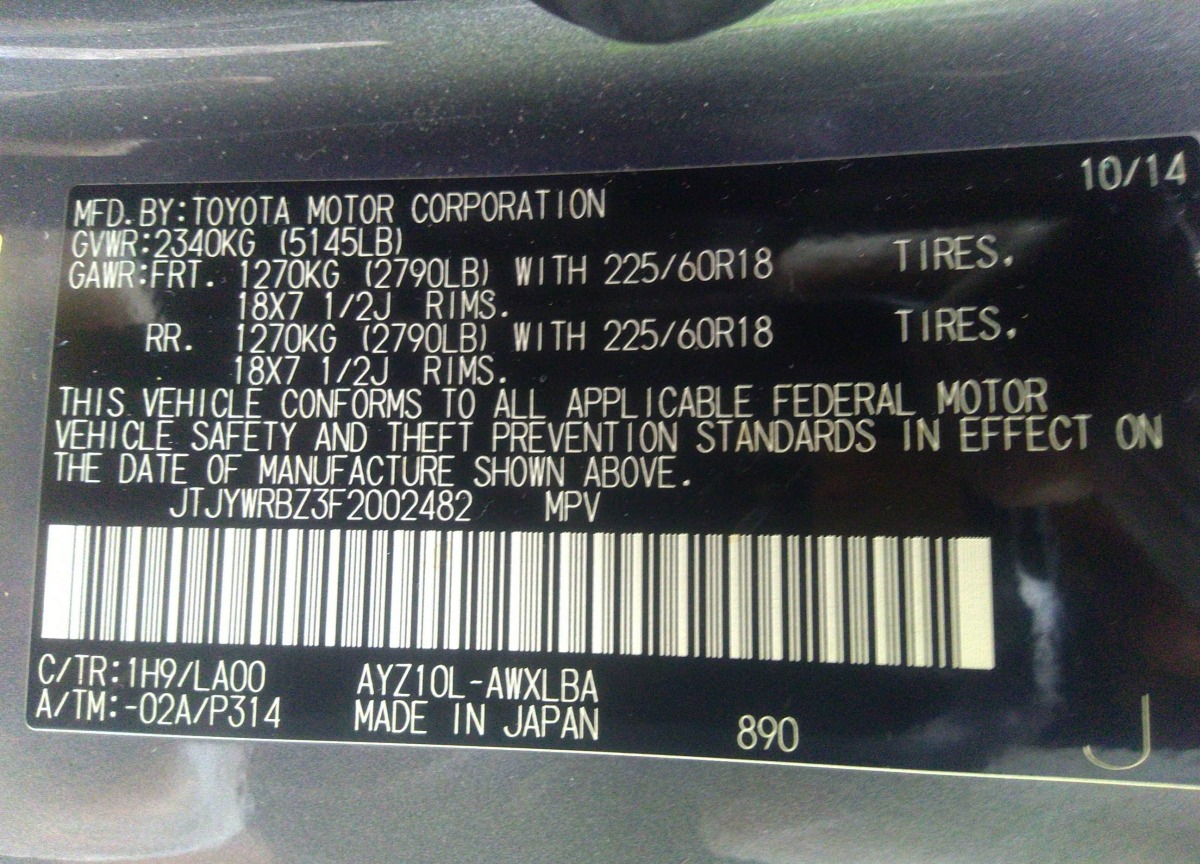 10/14
MFD.BY:TOYOTA MOTOR CORPORATION
GVWR:2340KG (5145LB)
GAWR:FRT. 1270KG (2790LB) WITH 225/60R18 TIRES.
18X7 1/2J RIMS.
RR. 1270KG (2790LB) WITH 225/60R18 TIRES.
18X7 1/2J RIMS.
THIS VEHICLE CONFORMS TO ALL APPLICABLE FEDERAL MOTOR
VEHICLE SAFETY AND THEFT PREVENTION STANDARDS IN EFFECT ON
THE DATE OF MANUFACTURE SHOWN ABOVE.
JTJYWRBZ3F2002482 MPV
C/TR:1H9/LA00 AYZ10L-AWXLBA
A/TM:-02A/P314 MADE IN JAPAN 890
J